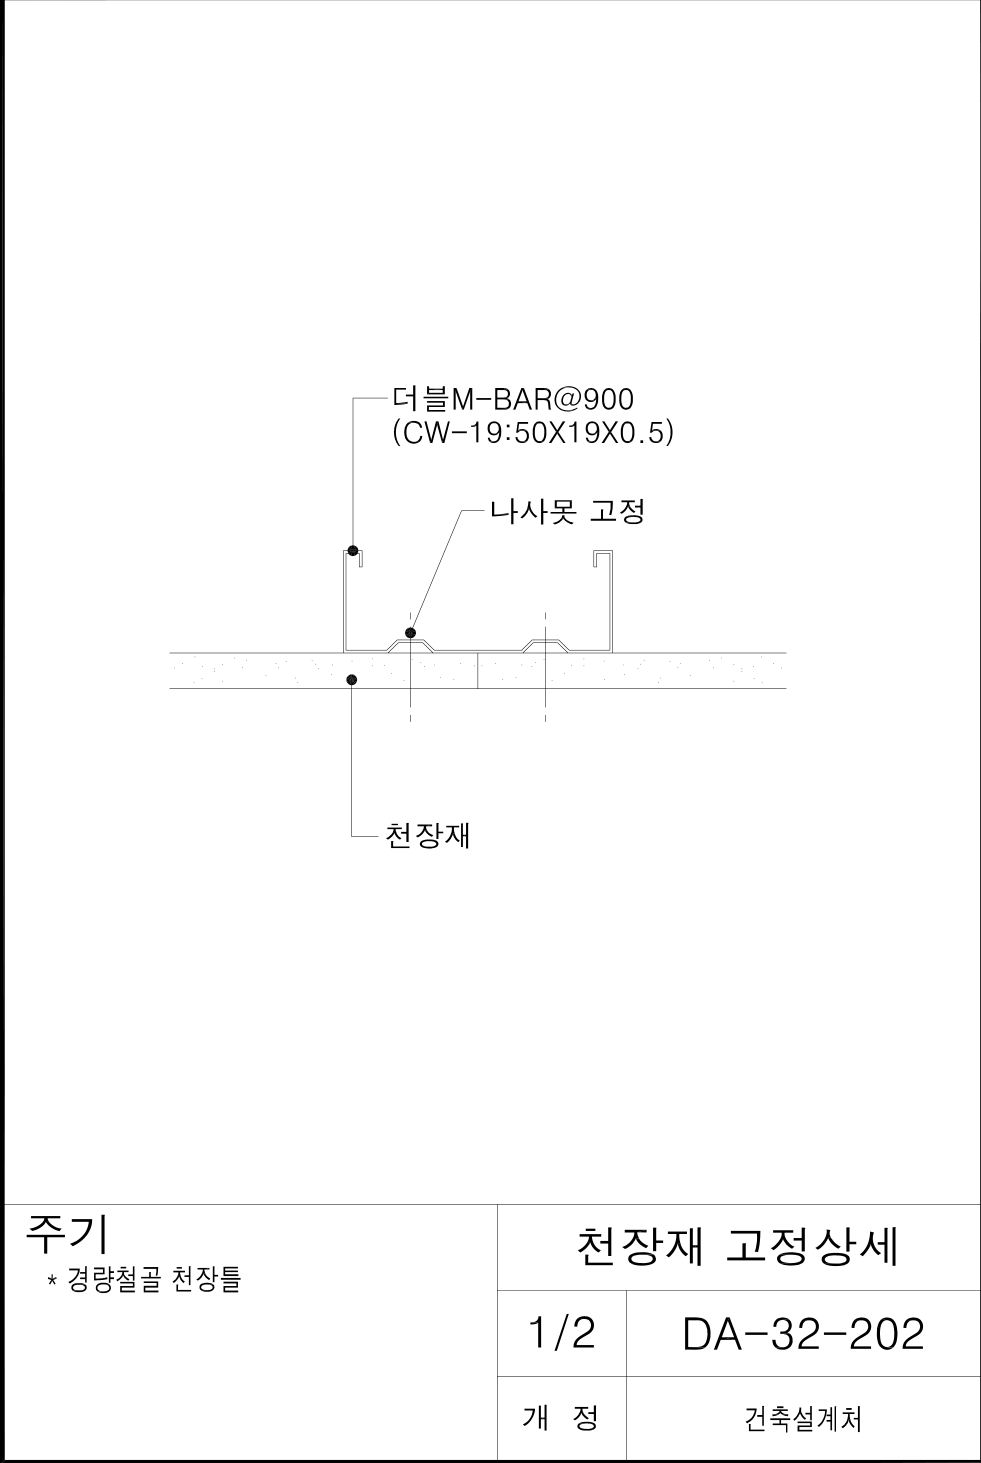 더블M-BAR@900
(CW-19:50X19X0.5)
나사못 고정
천장재
주기
* 경량철골 천장틀
천장재 고정상세
1/2
DA-32-202
개 정
건축설계처